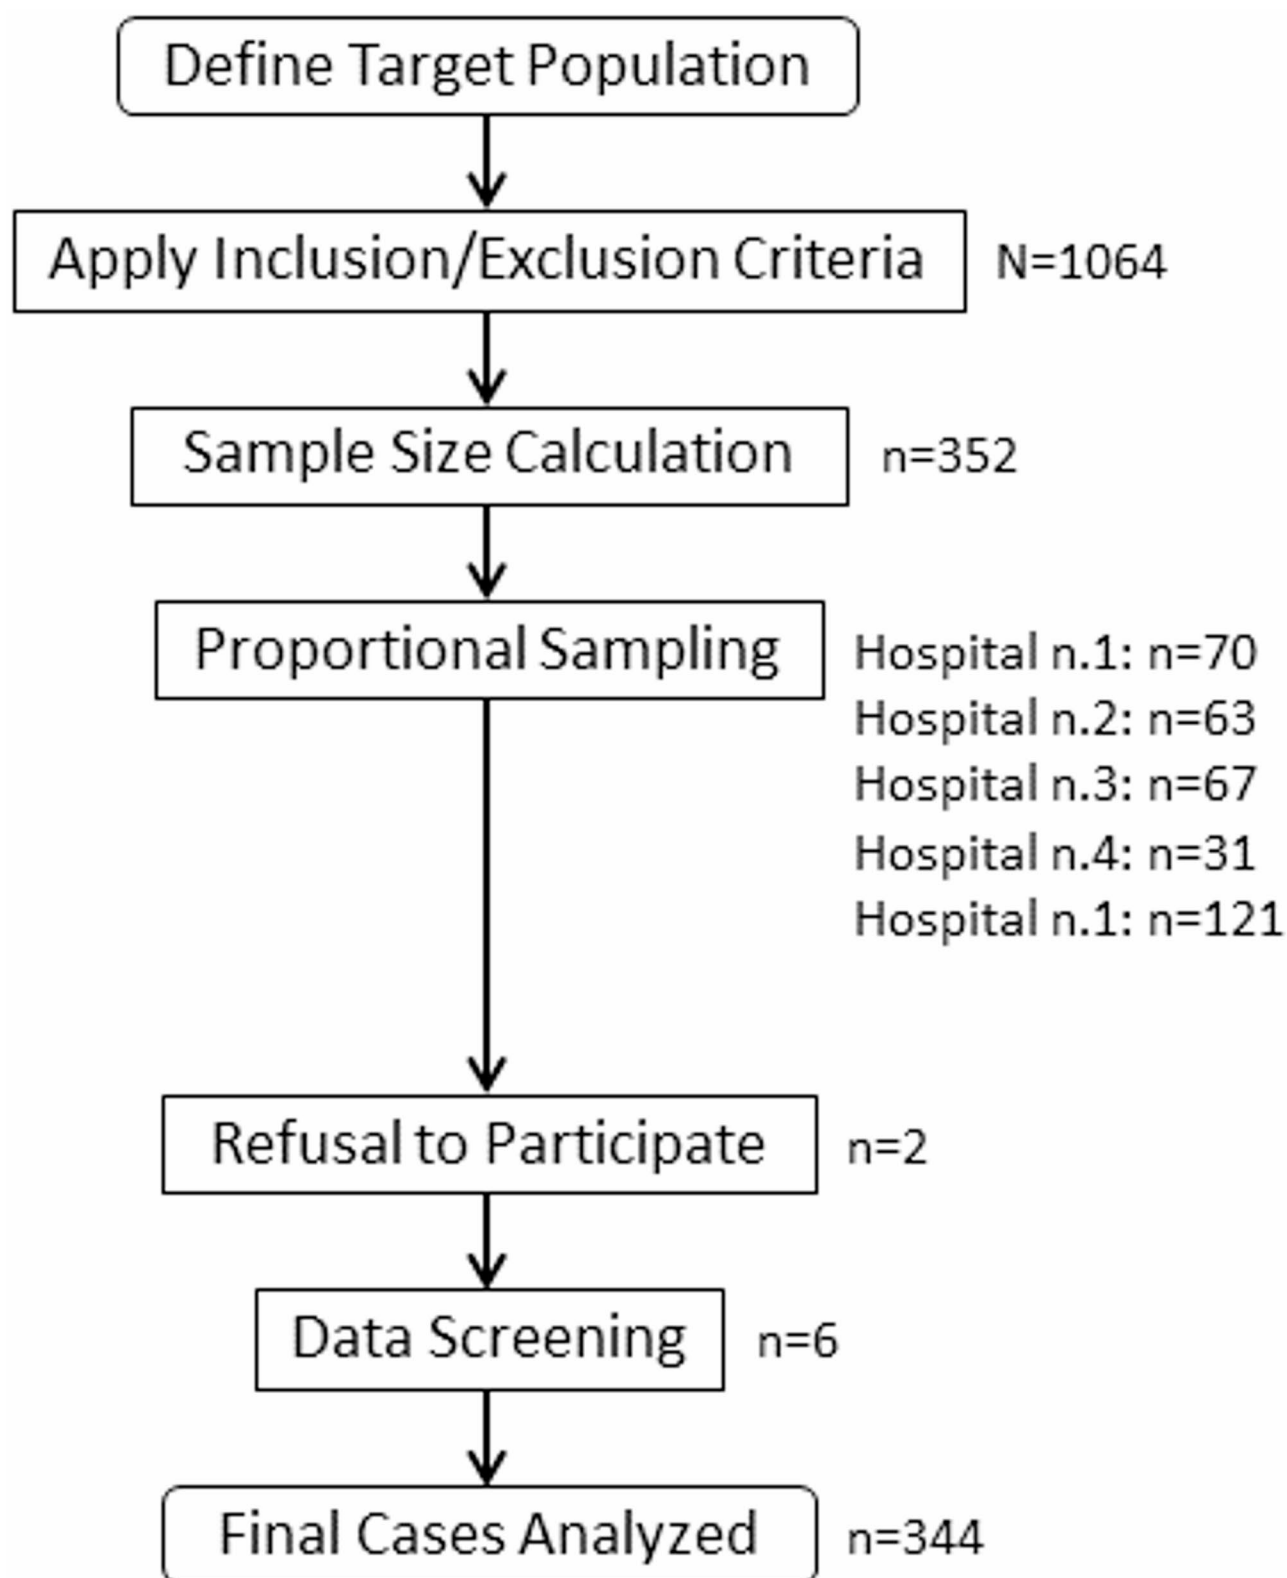 Define Target Population
Apply Inclusion/Exclusion Criteria N=1064
Sample Size Calculation n=352
Proportional Sampling
Hospital n.1: n=70
Hospital n.2: n=63
Hospital n.3: n=67
Hospital n.4: n=31
Hospital n.1: n=121
Refusal to Participate n=2
Data Screening n=6
Final Cases Analyzed n=344